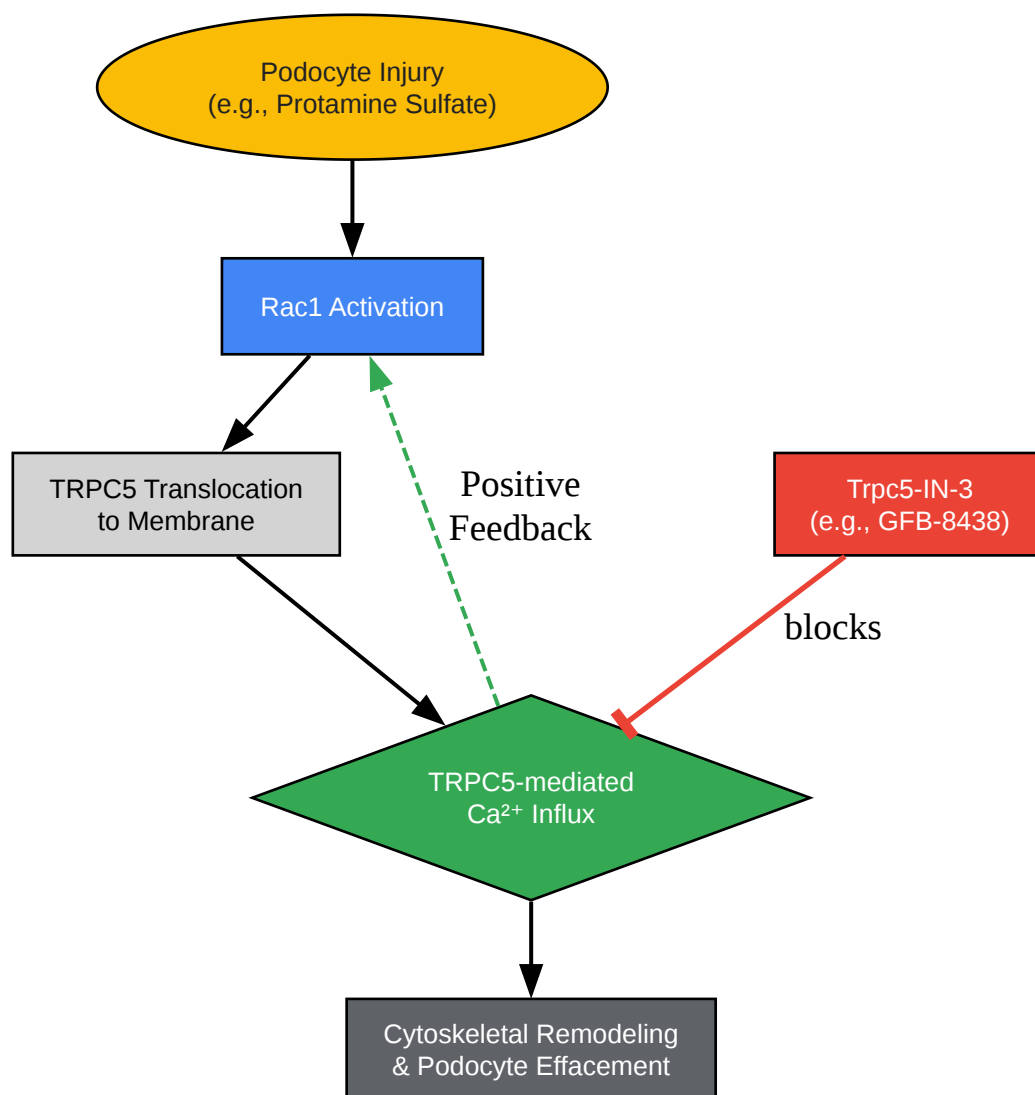 Podocyte Injury
(e.g., Protamine Sulfate)
Rac1 Activation
TRPC5 Translocation
to Membrane
Positive
Feedback
Trpc5-IN-3
(e.g., GFB-8438)
blocks
TRPC5-mediated
Ca²⁺ Influx
Cytoskeletal Remodeling
& Podocyte Effacement